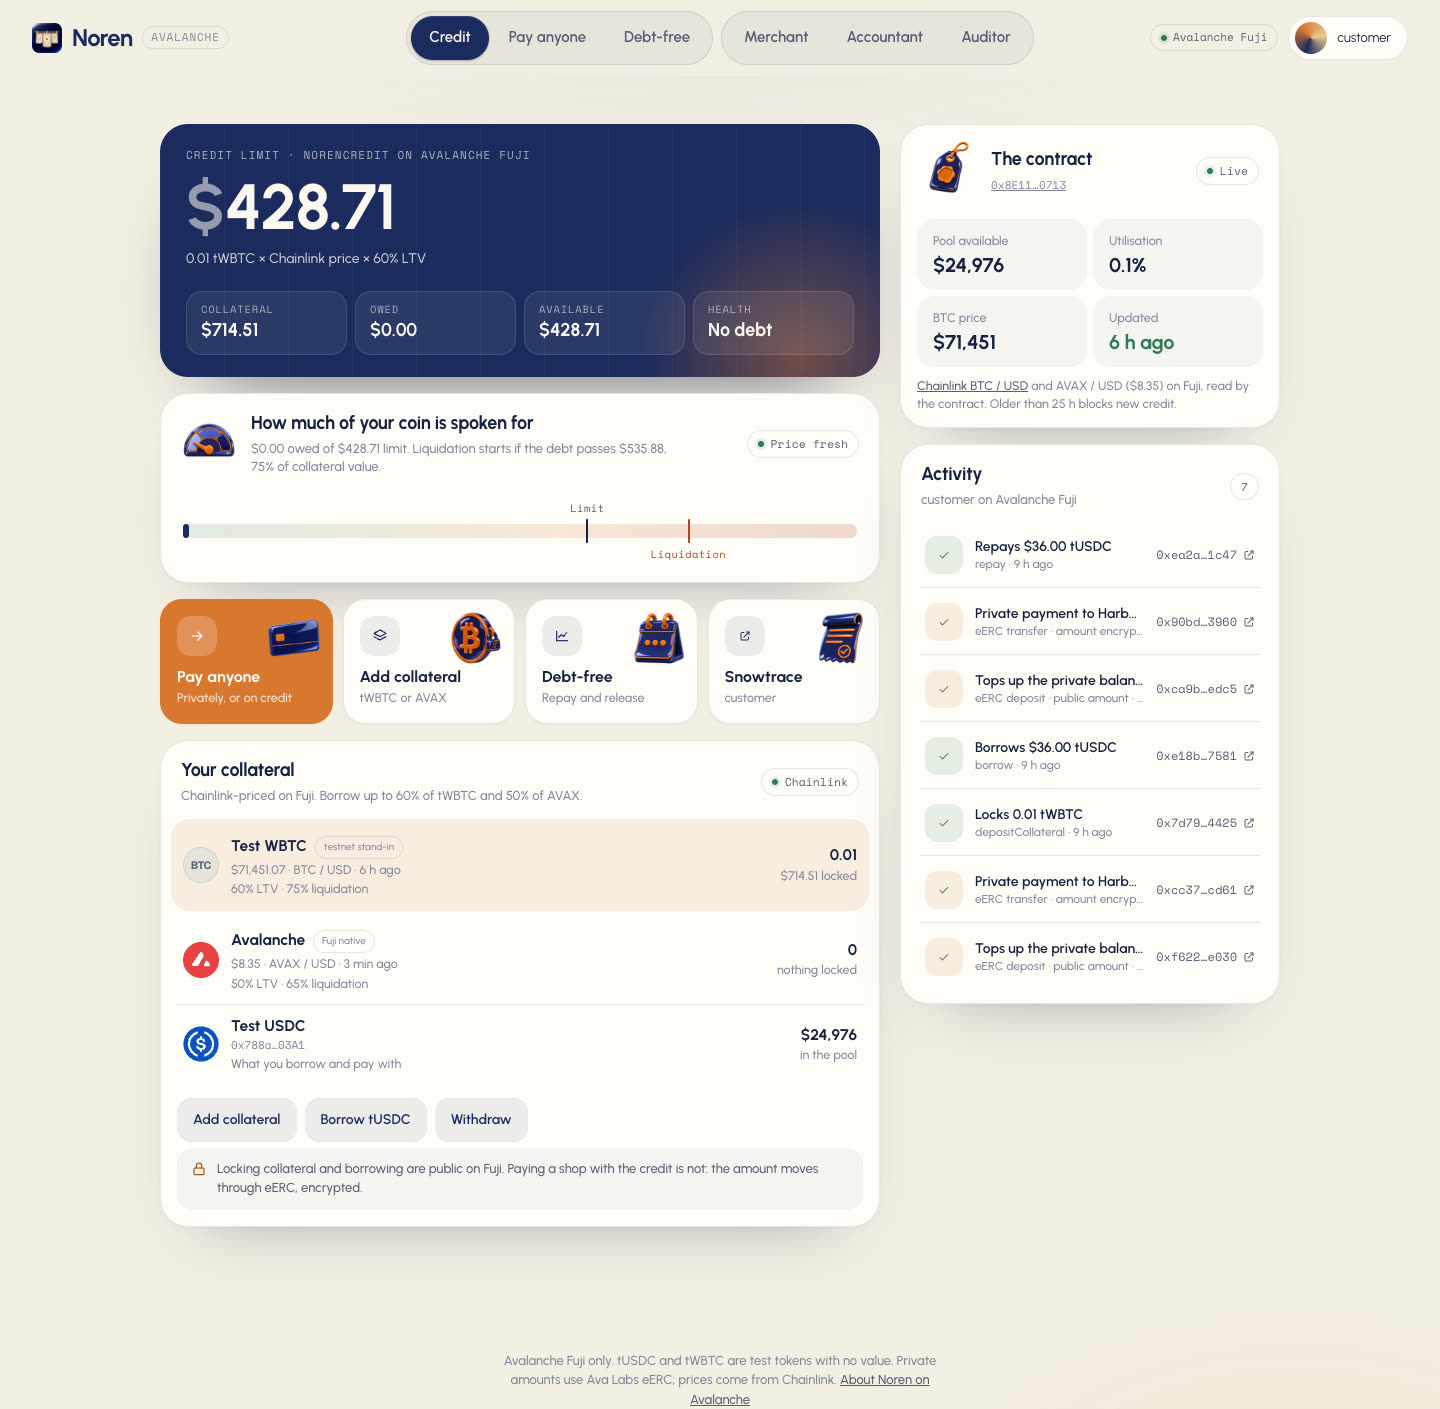 Noren
AVALANCHE
Credit
Pay anyone
Debt-free
Merchant
Accountant
Auditor
Avalanche Fuji
customer
CREDIT LIMIT · NORENCREDIT ON AVALANCHE FUJI
$428.71
0.01 tWBTC × Chainlink price × 60% LTV
COLLATERAL
$714.51
OWED
$0.00
AVAILABLE
$428.71
HEALTH
No debt
How much of your coin is spoken for
$0.00 owed of $428.71 limit. Liquidation starts if the debt passes $535.88,
75% of collateral value.
Price fresh
Limit
Liquidation
Pay anyone
Privately, or on credit
Add collateral
tWBTC or AVAX
Debt-free
Repay and release
Snowtrace
customer
Your collateral
Chainlink-priced on Fuji. Borrow up to 60% of tWBTC and 50% of AVAX.
Chainlink
BTC
Test WBTC
testnet stand-in
$71,451.07 · BTC / USD · 6 h ago
60% LTV · 75% liquidation
0.01
$714.51 locked
Avalanche
Fuji native
$8.35 · AVAX / USD · 3 min ago
50% LTV · 65% liquidation
0
nothing locked
Test USDC
0x788a…03A1
What you borrow and pay with
$24,976
in the pool
Add collateral
Borrow tUSDC
Withdraw
Locking collateral and borrowing are public on Fuji. Paying a shop with the credit is not: the amount moves
through eERC, encrypted.
The contract
0x8E11…0713
Live
Pool available
$24,976
Utilisation
0.1%
BTC price
$71,451
Updated
6 h ago
Chainlink BTC / USD and AVAX / USD ($8.35) on Fuji, read by
the contract. Older than 25 h blocks new credit.
Activity
customer on Avalanche Fuji
7
Repays $36.00 tUSDC
repay · 9 h ago
0xea2a…1c47
Private payment to Harb…
eERC transfer · amount encryp…
0x90bd…3960
Tops up the private balan…
eERC deposit · public amount · …
0xca9b…edc5
Borrows $36.00 tUSDC
borrow · 9 h ago
0xe18b…7581
Locks 0.01 tWBTC
depositCollateral · 9 h ago
0x7d79…4425
Private payment to Harb…
eERC transfer · amount encryp…
0xcc37…cd61
Tops up the private balan…
eERC deposit · public amount · …
0xf622…e030
Avalanche Fuji only. tUSDC and tWBTC are test tokens with no value. Private
amounts use Ava Labs eERC; prices come from Chainlink. About Noren on
Avalanche